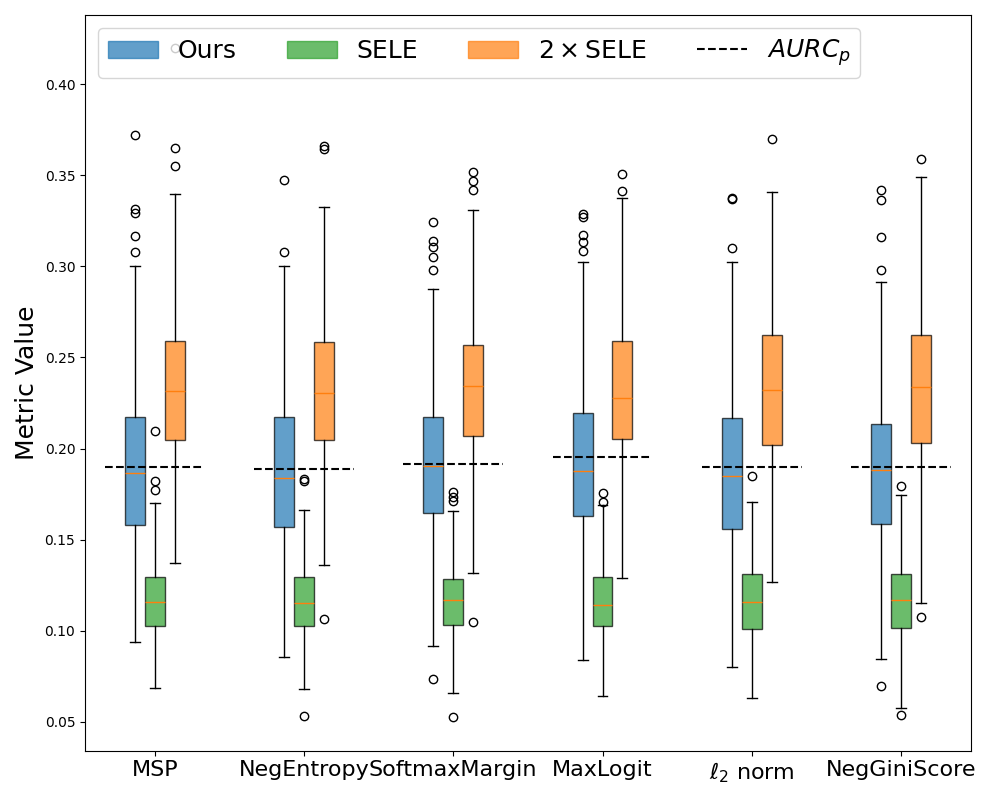 Ours SELE 2 × SELE AURC_p
Metric Value
0.40
0.35
0.30
0.25
0.20
0.15
0.10
0.05
MSP NegEntropy SoftmaxMargin MaxLogit ℓ₂ norm NegGiniScore